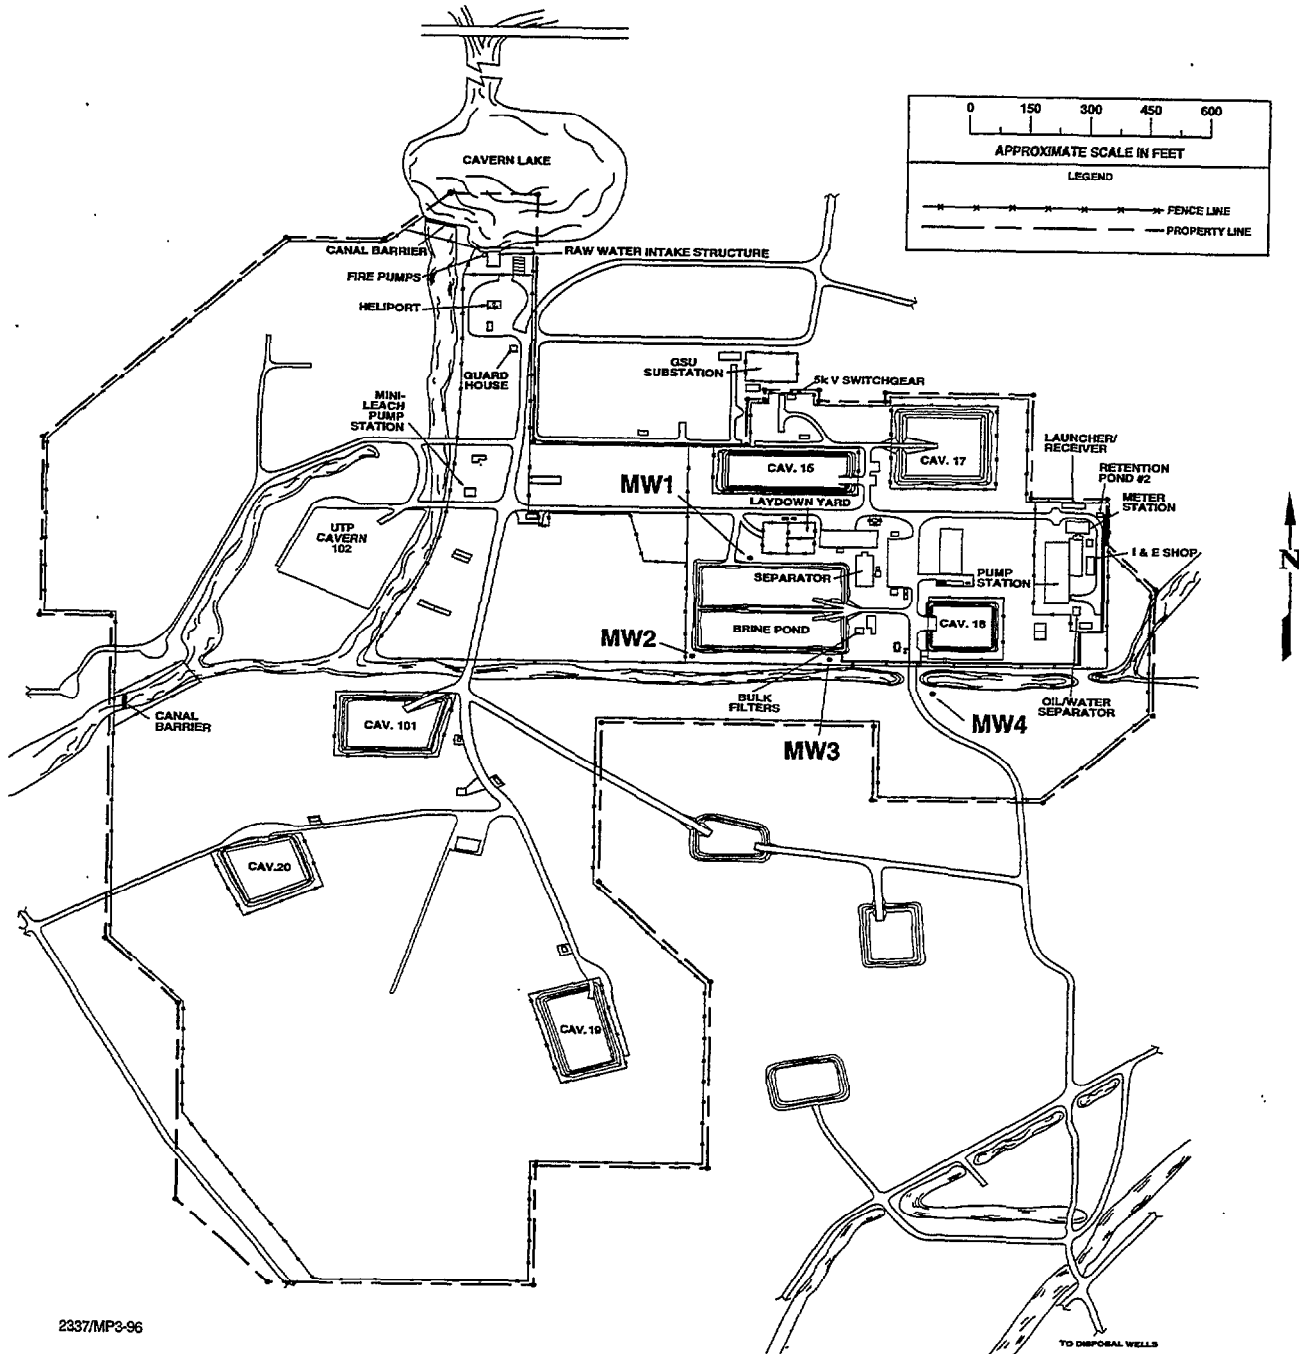 0 150 300 450 600
APPROXIMATE SCALE IN FEET
LEGEND
FENCE LINE
PROPERTY LINE
CAVERN LAKE
CANAL BARRIER
RAW WATER INTAKE STRUCTURE
FIRE PUMPS
HELIPORT
GUARD
HOUSE
GSU
SUBSTATION
5k V SWITCHGEAR
MINI-
LEACH
PUMP
STATION
LAUNCHER/
RECEIVER
CAV. 15
CAV. 17
RETENTION
POND #2
MW1
LAYDOWN YARD
METER
STATION
UTP
CAVERN
102
I & E SHOP
SEPARATOR
PUMP
STATION
MW2
BRINE POND
CAV. 18
BULK
FILTERS
OIL/WATER
SEPARATOR
CANAL
BARRIER
CAV. 101
MW4
MW3
CAV.20
CAV. 19
2337/MP3-96
TO DISPOSAL WELLS
N